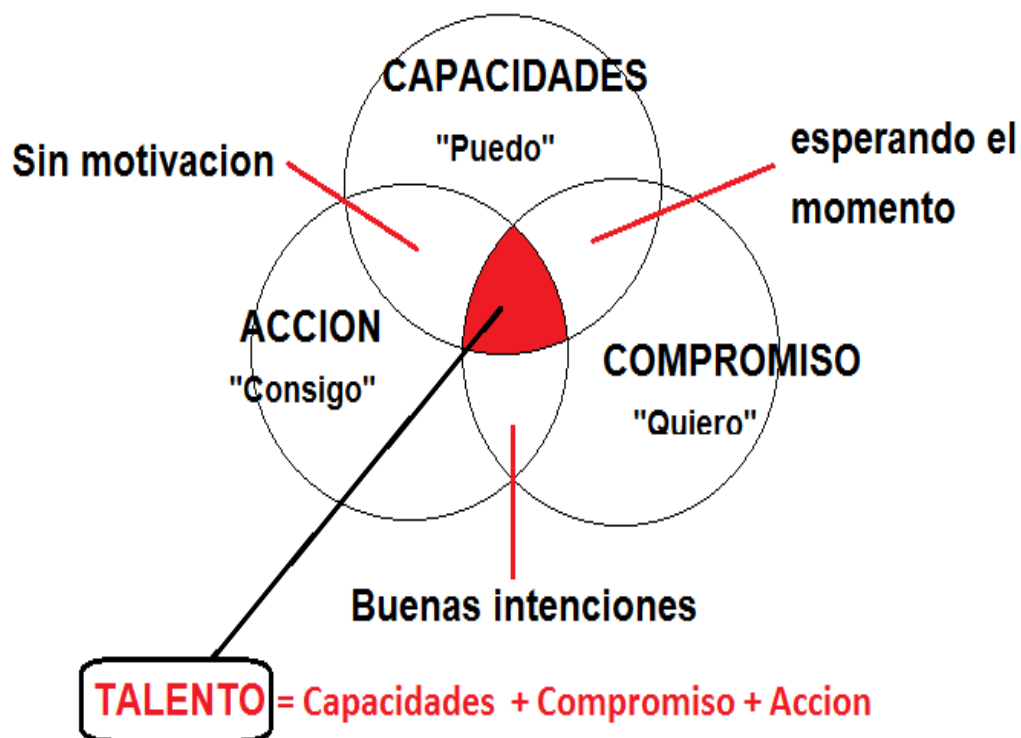 CAPACIDADES
"Puedo"
Sin motivacion
esperando el
momento
ACCION
"Consigo"
COMPROMISO
"Quiero"
Buenas intenciones
TALENTO = Capacidades + Compromiso + Accion